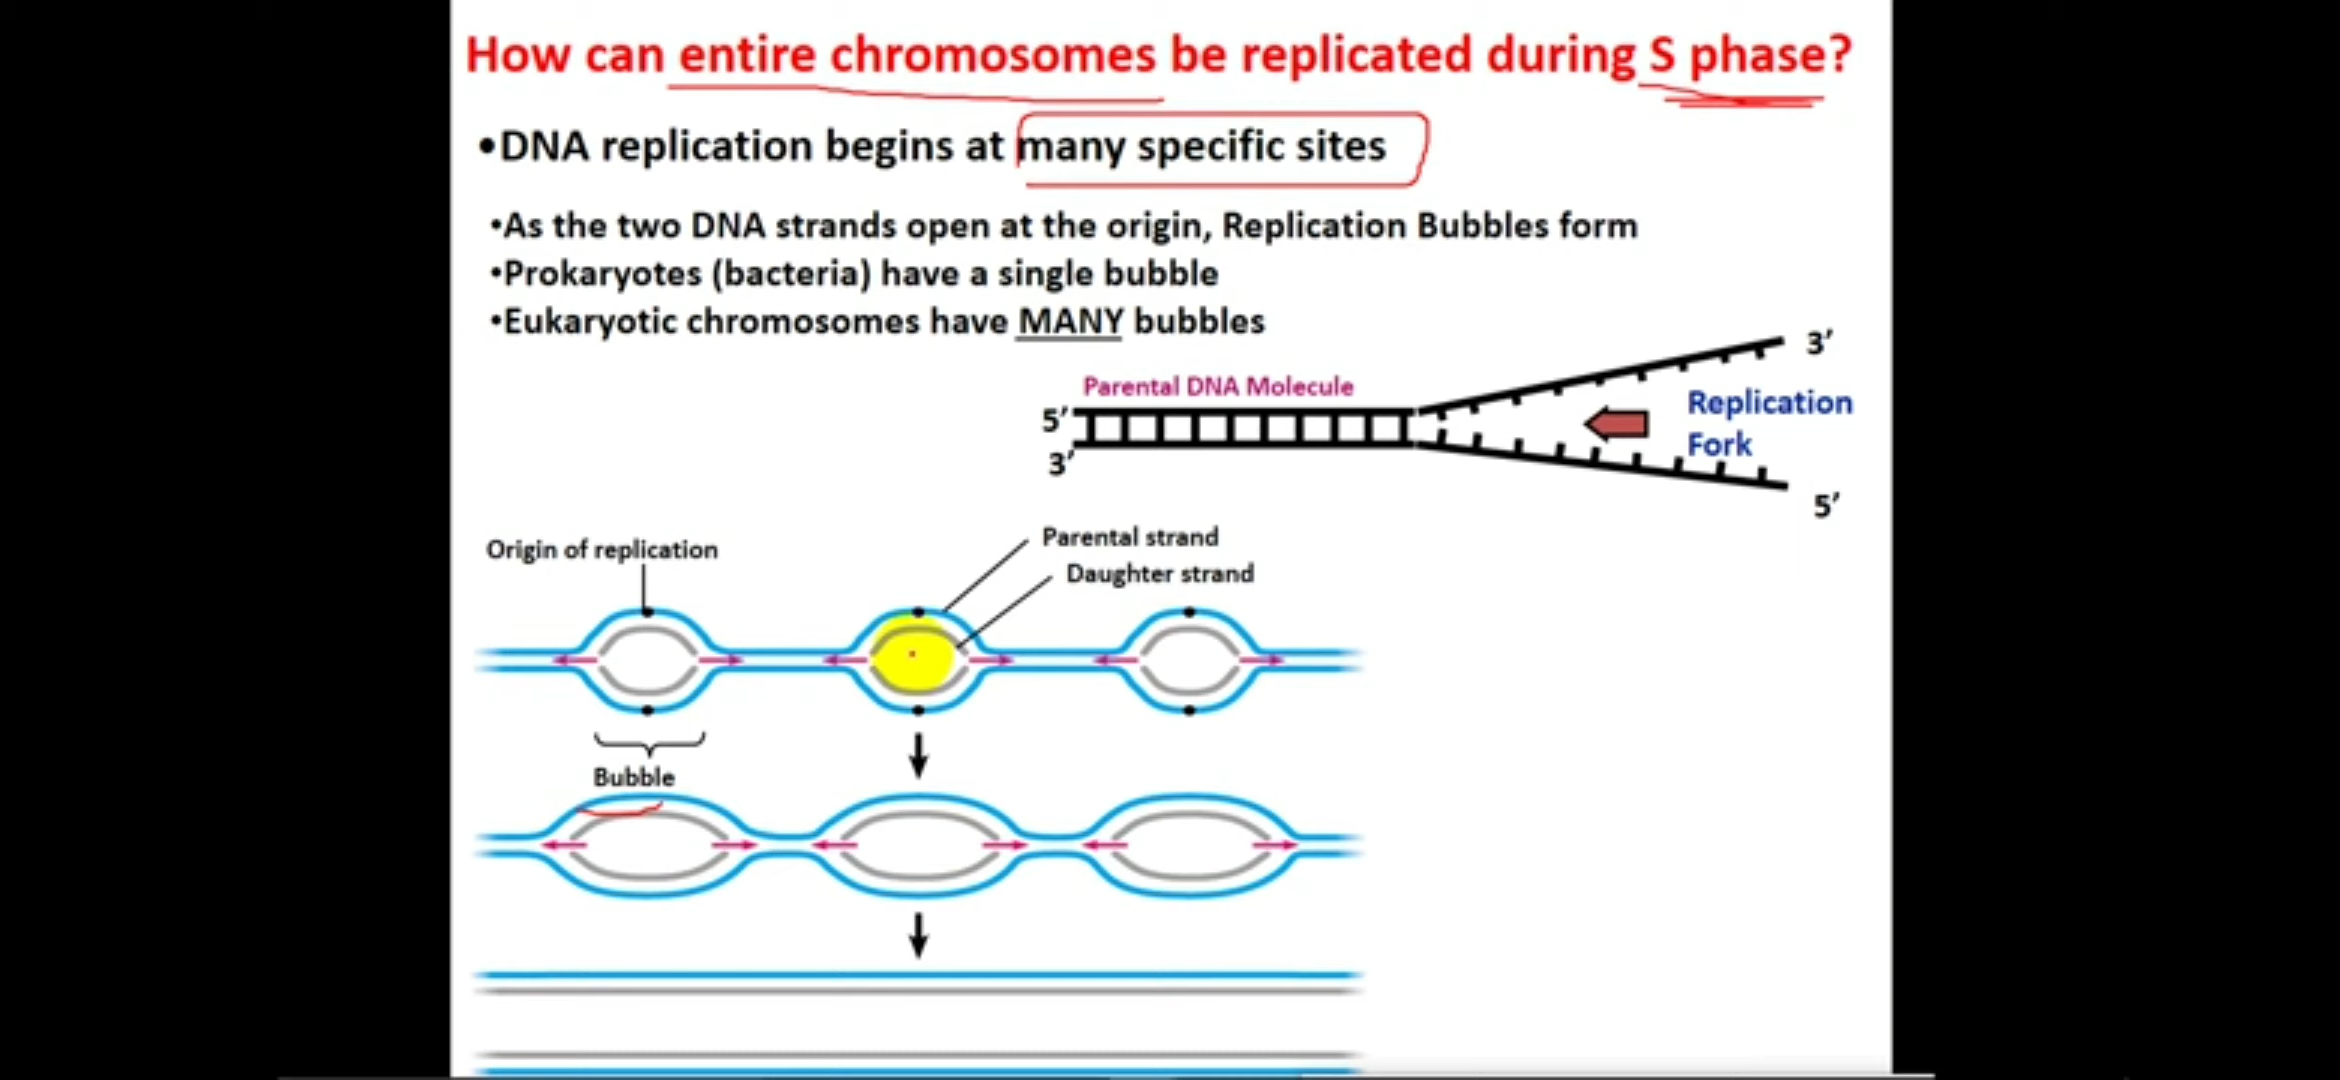 How can entire chromosomes be replicated during S phase?
•DNA replication begins at many specific sites
•As the two DNA strands open at the origin, Replication Bubbles form
•Prokaryotes (bacteria) have a single bubble
•Eukaryotic chromosomes have MANY bubbles
3′
Parental DNA Molecule
5′
Replication
Fork
3′
5′
Parental strand
Origin of replication
Daughter strand
Bubble